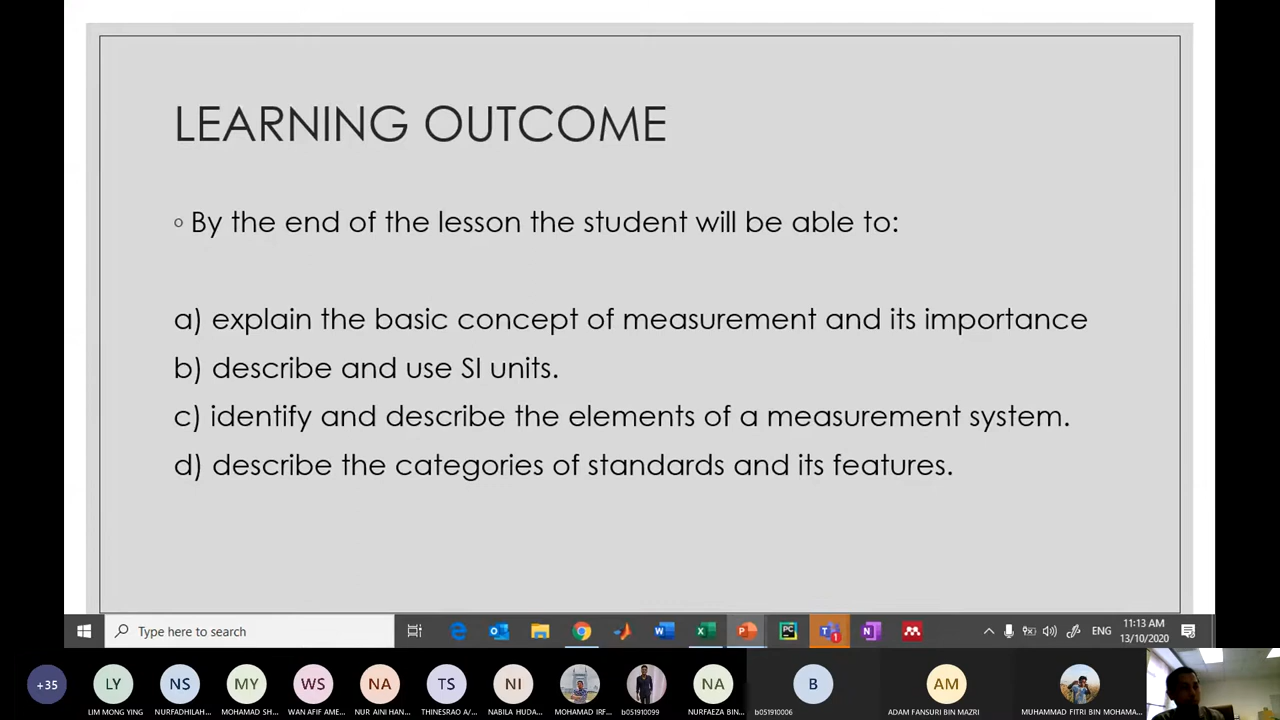 LEARNING OUTCOME
By the end of the lesson the student will be able to:
a) explain the basic concept of measurement and its importance
b) describe and use SI units.
c) identify and describe the elements of a measurement system.
d) describe the categories of standards and its features.
Type here to search
ENG
11:13 AM
13/10/2020
+35
LY
NS
MY
WS
NA
TS
NI
NA
B
AM
LIM MONG YING
NURFADHILAH...
MOHAMAD SH...
WAN AFIF AME...
NUR AINI HAN...
THINESRAO A/...
NABILA HUDA...
MOHAMAD IRF...
b051910099
NURFAEZA BIN...
b051910006
ADAM FANSURI BIN MAZRI
MUHAMMAD FITRI BIN MOHAMA...